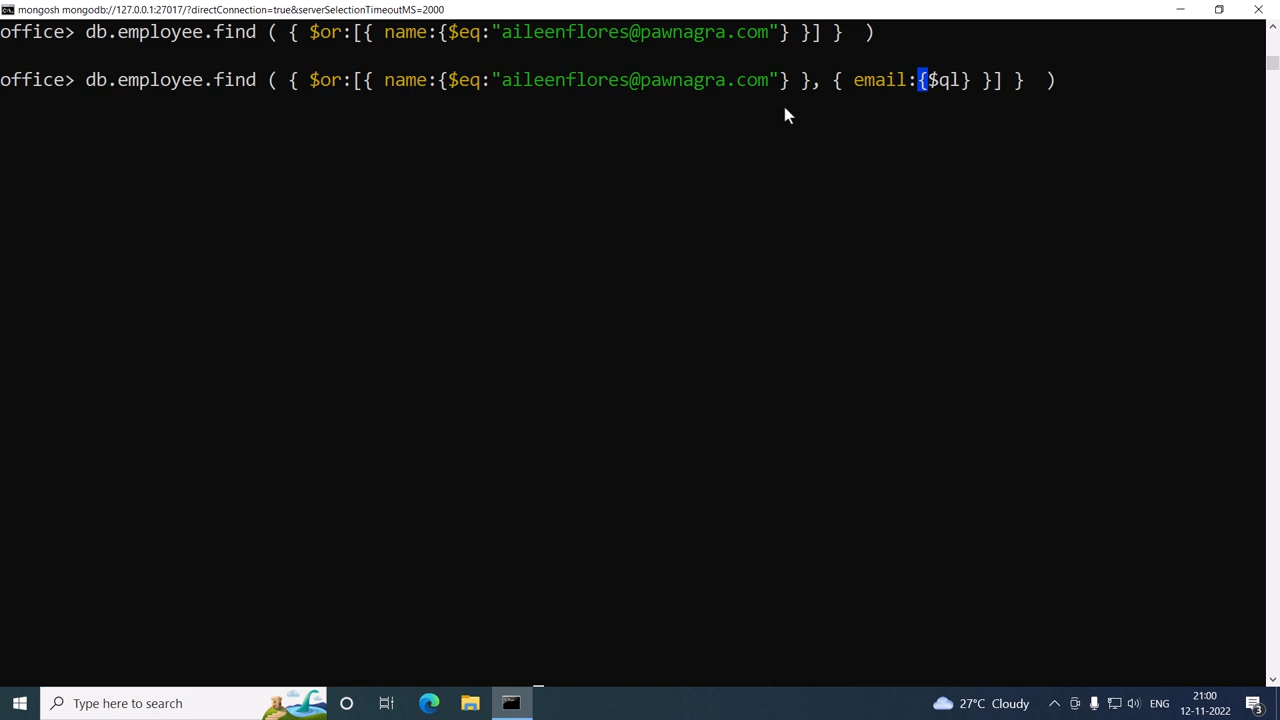 mongosh mongodb://127.0.0.1:27017/?directConnection=true&serverSelectionTimeoutMS=2000
office> db.employee.find ( { $or:[{ name:{$eq:"aileenflores@pawnagra.com"} }] }  )
office> db.employee.find ( { $or:[{ name:{$eq:"aileenflores@pawnagra.com"} }, { email:{$ql} }] }  )
Type here to search
27°C Cloudy
ENG
21:00
12-11-2022
3